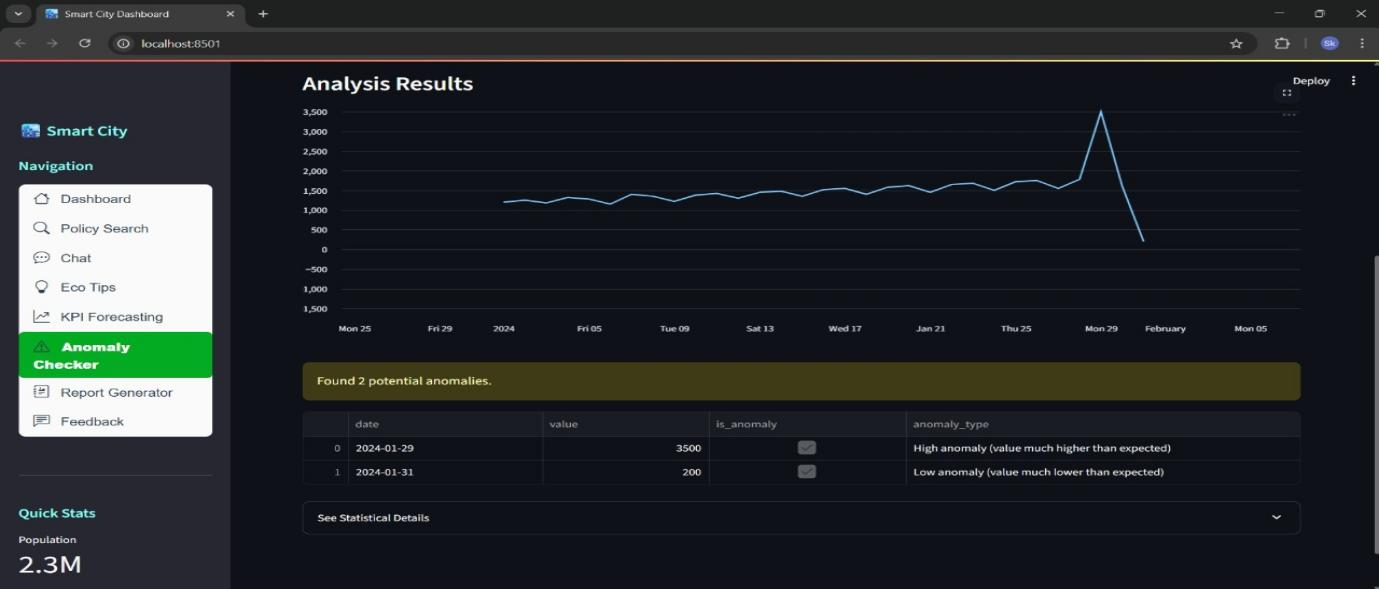 Smart City Dashboard
localhost:8501
Sk
Deploy
Smart City
Navigation
Dashboard
Policy Search
Chat
Eco Tips
KPI Forecasting
Anomaly
Checker
Report Generator
Feedback
Quick Stats
Population
2.3M
Analysis Results
3,500
3,000
2,500
2,000
1,500
1,000
500
0
−500
1,000
1,500
Mon 25 Fri 29 2024 Fri 05 Tue 09 Sat 13 Wed 17 Jan 21 Thu 25 Mon 29 February Mon 05
Found 2 potential anomalies.
date value is_anomaly anomaly_type
0 2024-01-29 3500 High anomaly (value much higher than expected)
1 2024-01-31 200 Low anomaly (value much lower than expected)
See Statistical Details